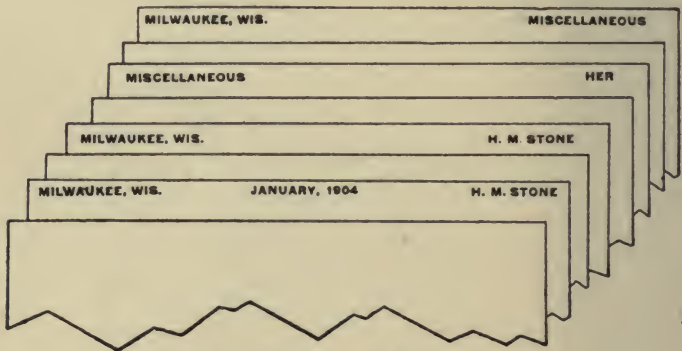 MILWAUKEE, WIS. MISCELLANEOUS
MISCELLANEOUS HER
MILWAUKEE, WIS. H. M. STONE
MILWAUKEE, WIS. JANUARY, 1904 H. M. STONE